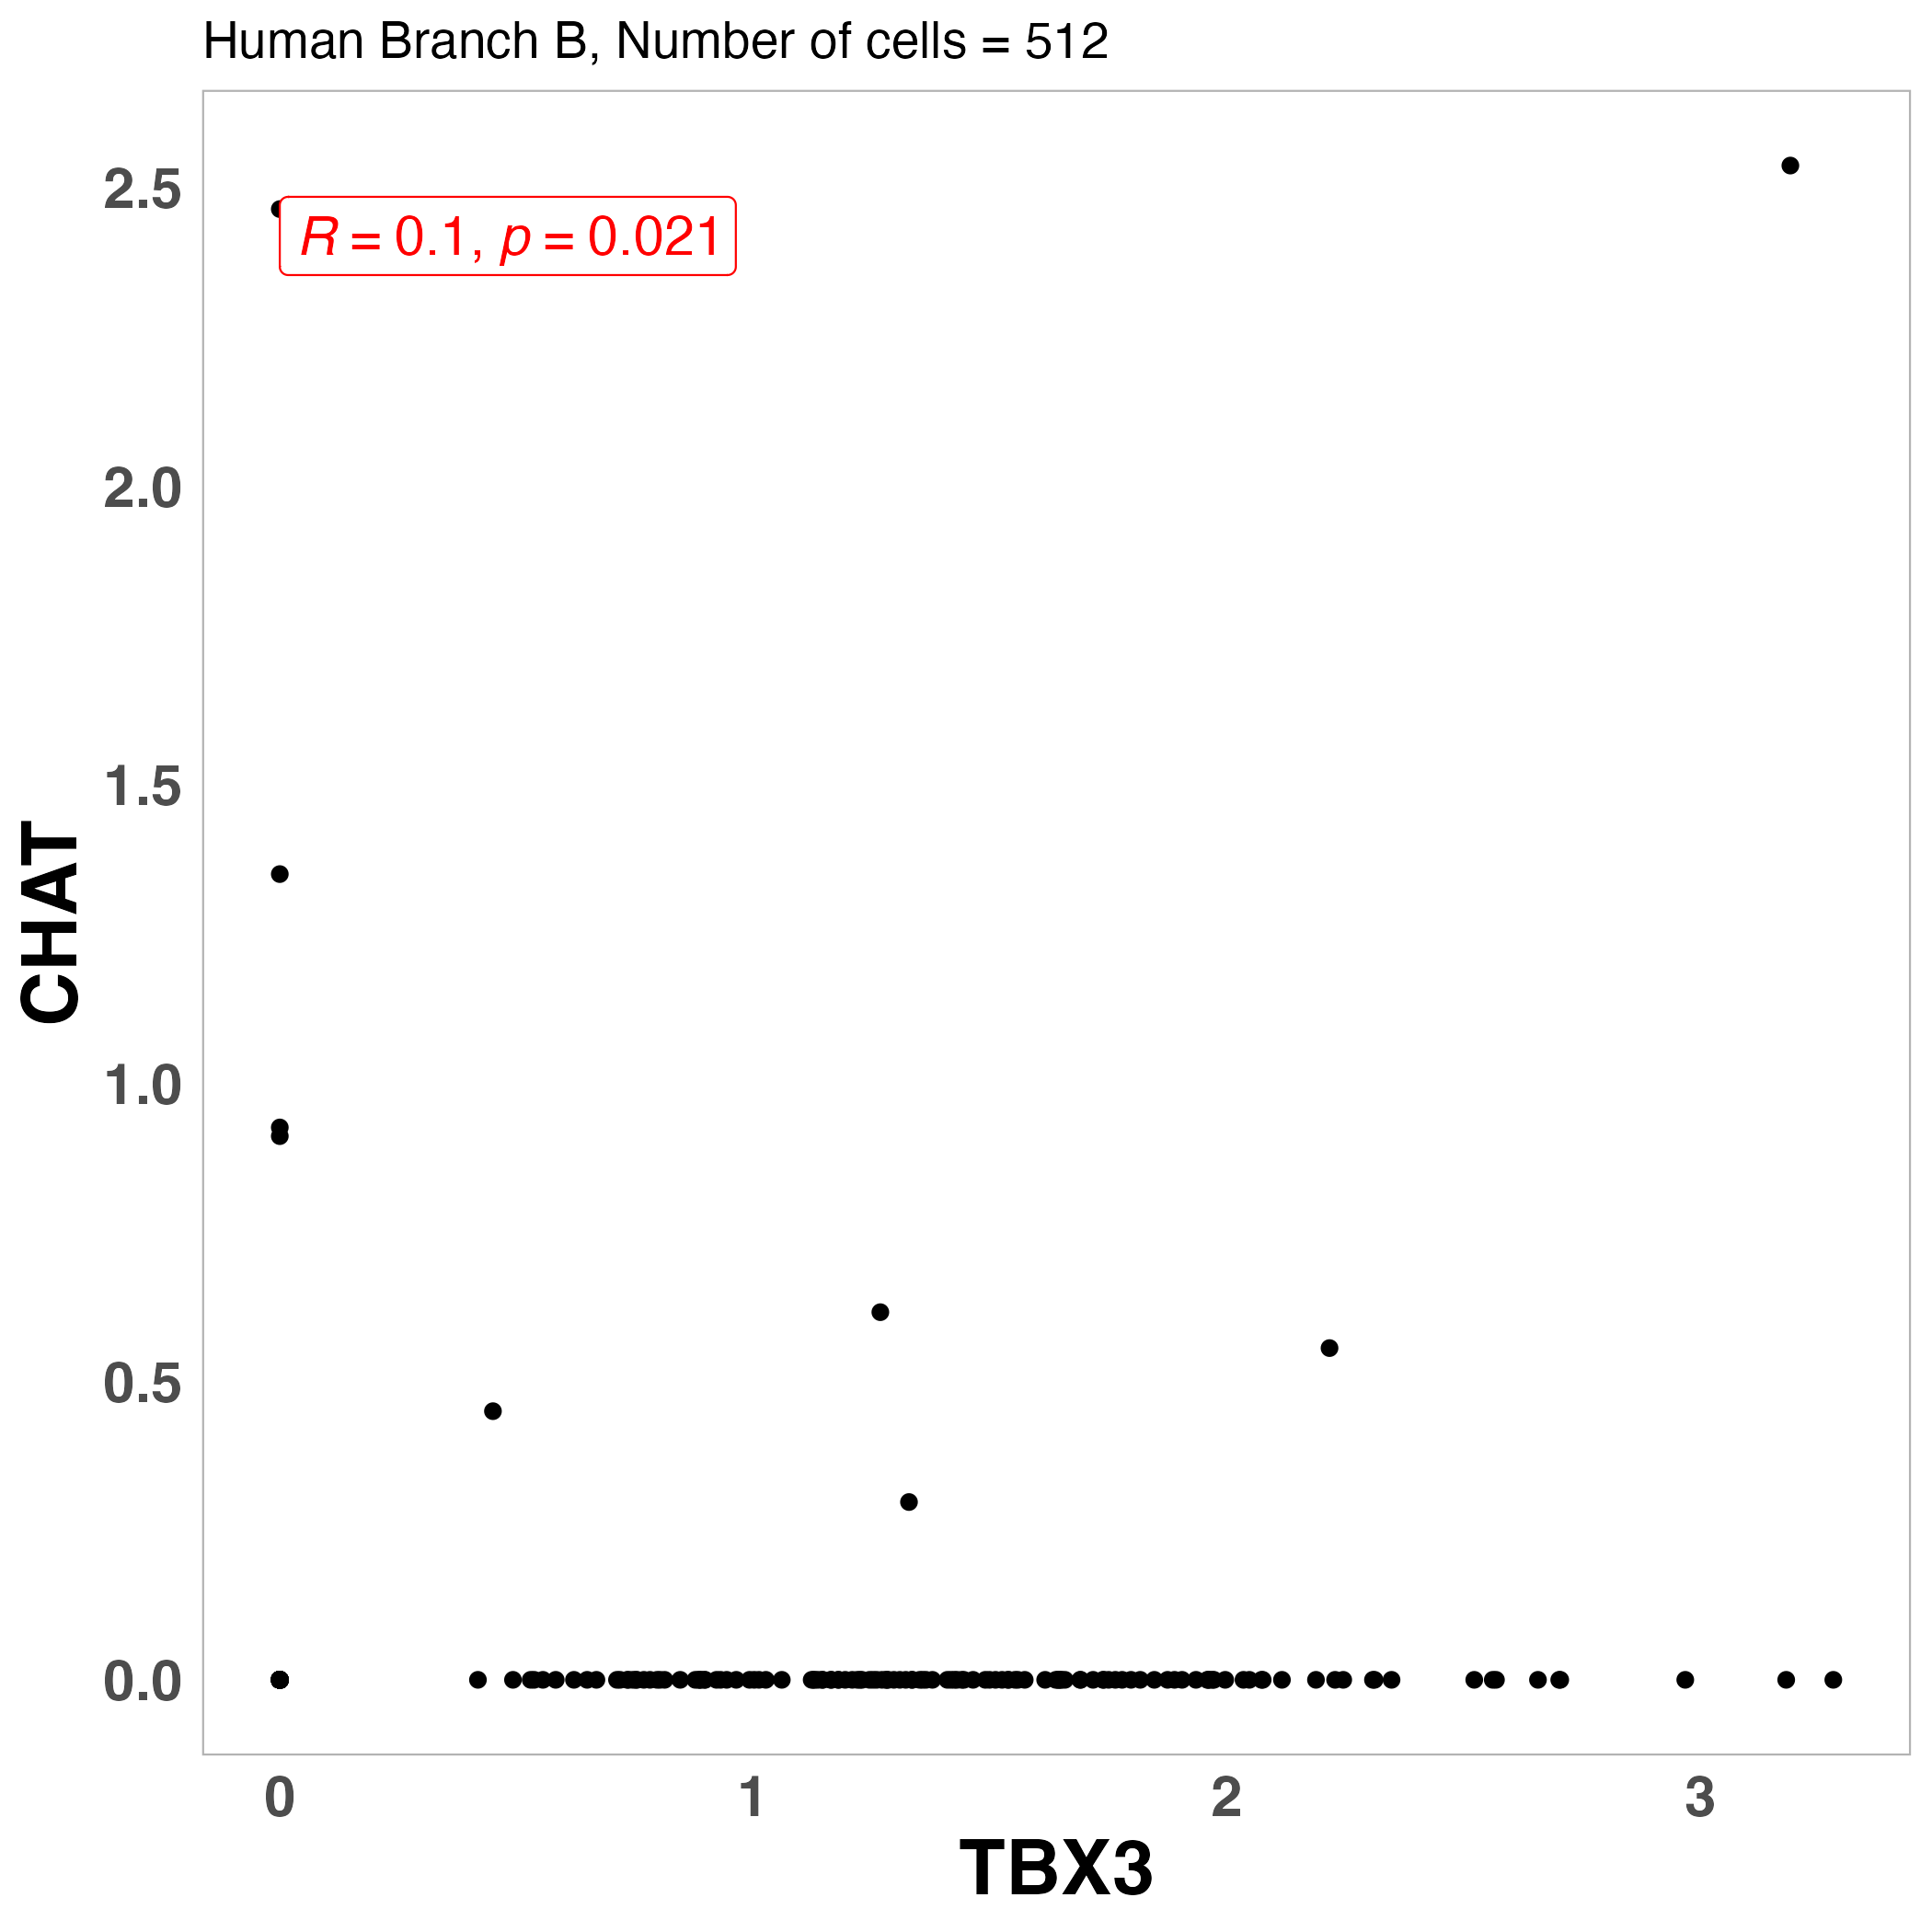 Human Branch B, Number of cells = 512
R = 0.1, p = 0.021
2.5
2.0
1.5
1.0
0.5
0.0
CHAT
0 1 2 3
TBX3